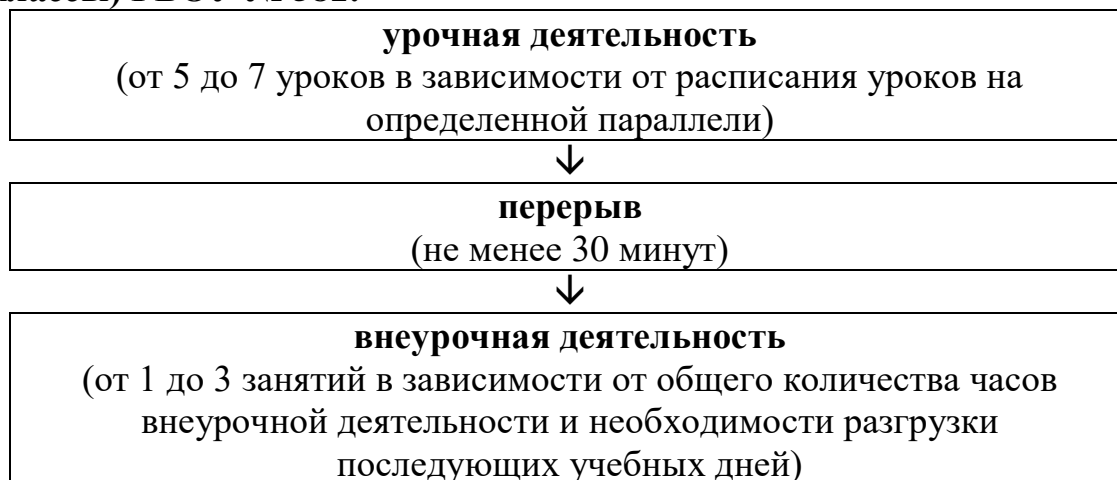 урочная деятельность
(от 5 до 7 уроков в зависимости от расписания уроков на
определенной параллели)
↓
перерыв
(не менее 30 минут)
↓
внеурочная деятельность
(от 1 до 3 занятий в зависимости от общего количества часов
внеурочной деятельности и необходимости разгрузки
последующих учебных дней)